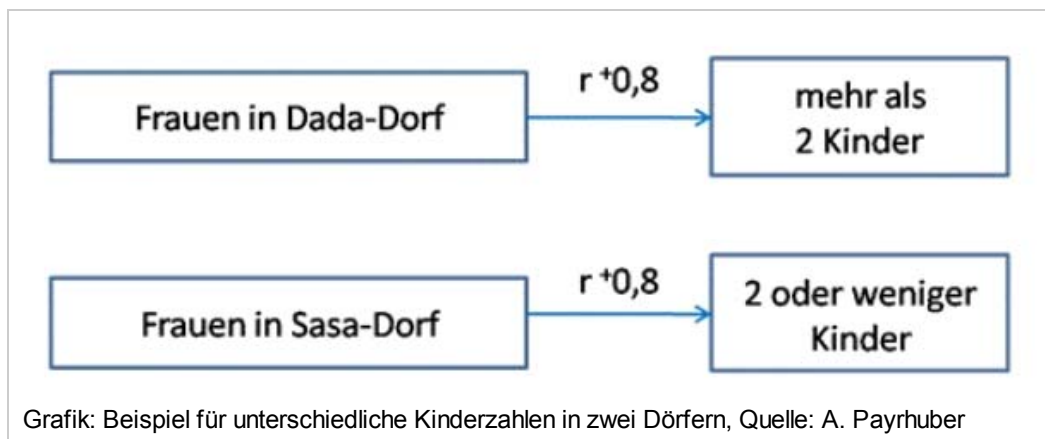 Frauen in Dada-Dorf
r +0,8
mehr als
2 Kinder
Frauen in Sasa-Dorf
r +0,8
2 oder weniger
Kinder
Grafik: Beispiel für unterschiedliche Kinderzahlen in zwei Dörfern, Quelle: A. Payrhuber